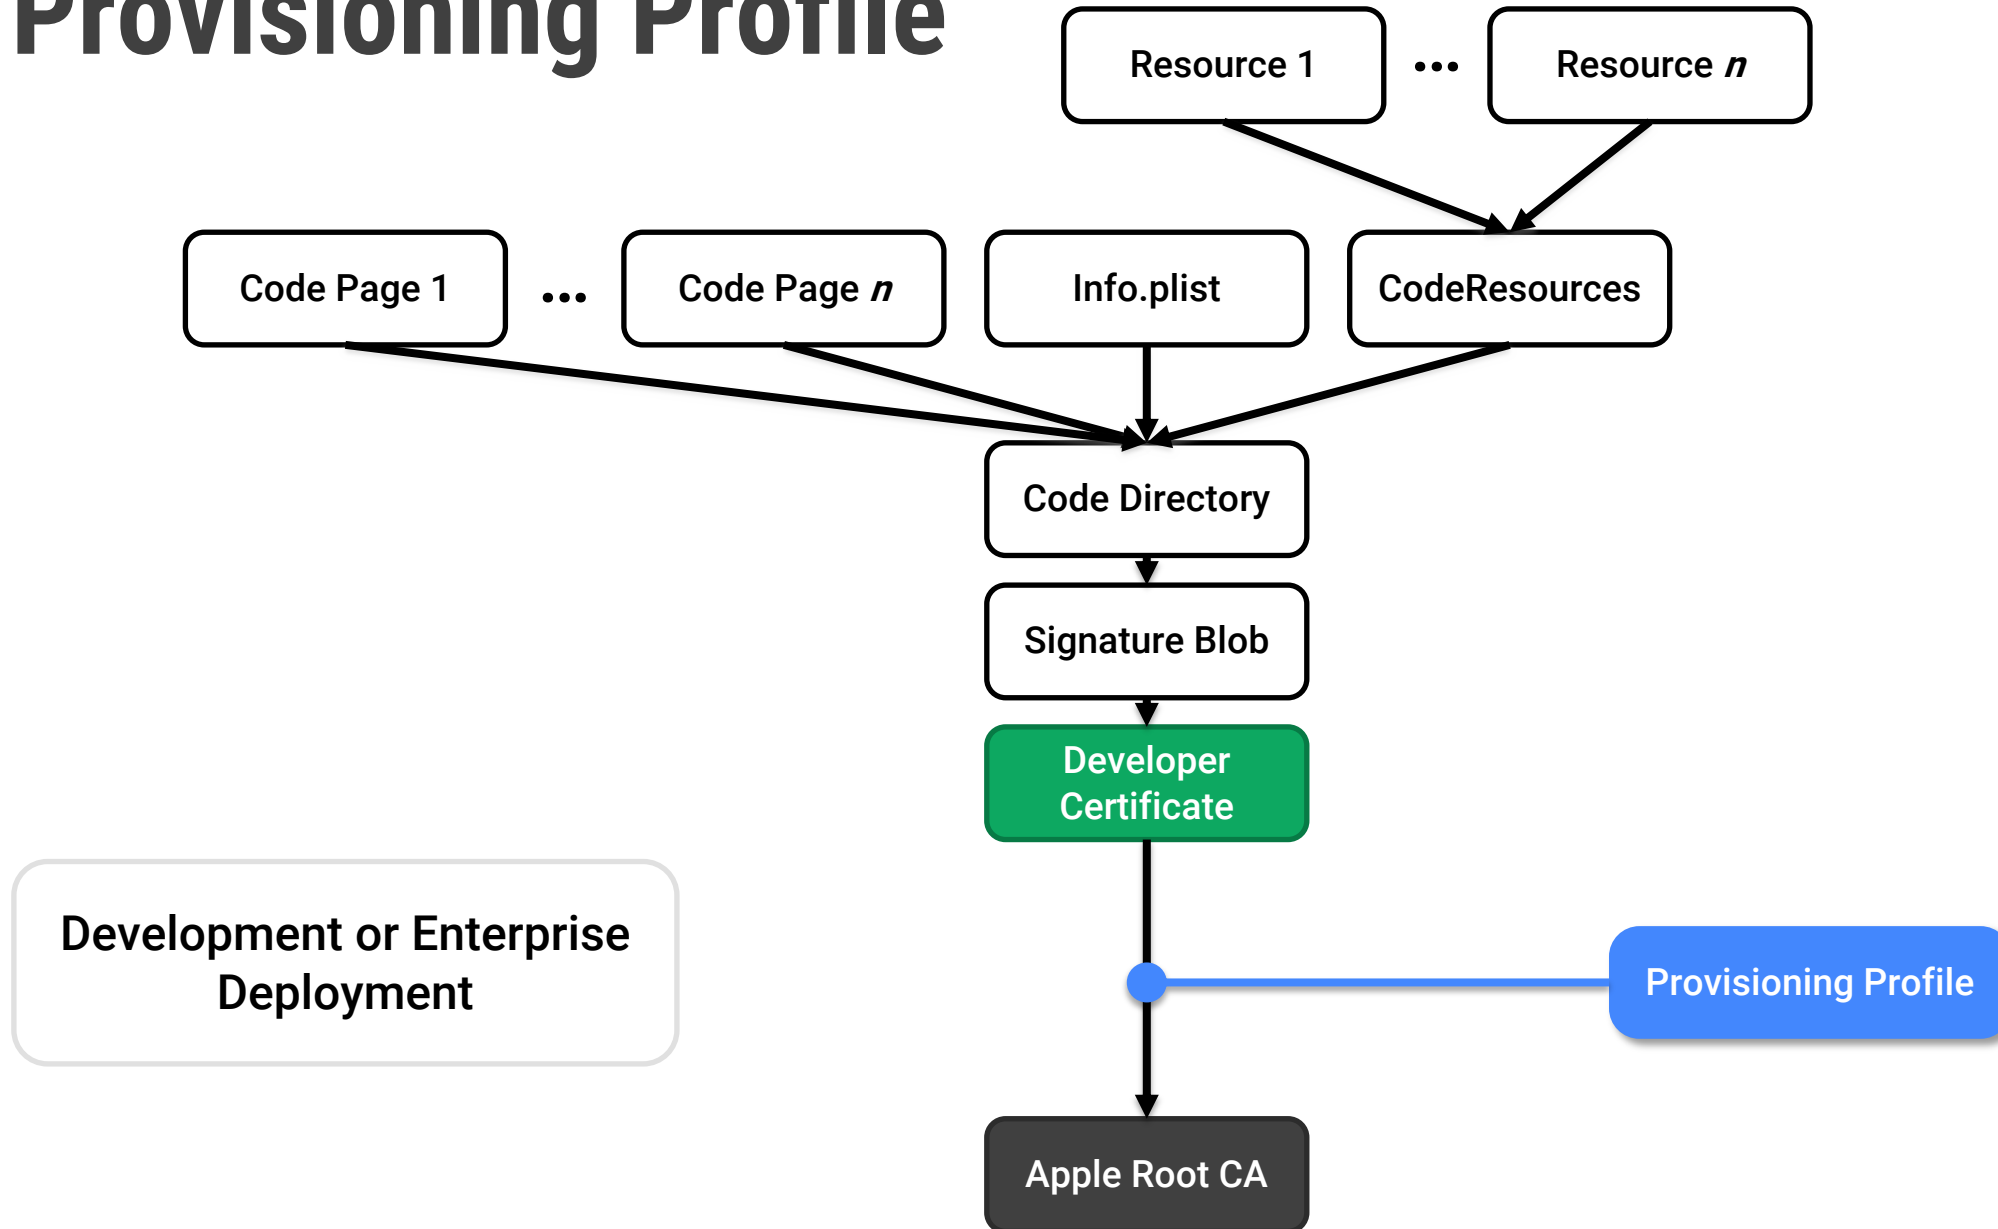 Provisioning Profile
Resource 1
...
Resource n
Code Page 1
...
Code Page n
Info.plist
CodeResources
Code Directory
Signature Blob
Developer
Certificate
Development or Enterprise
Deployment
Provisioning Profile
Apple Root CA